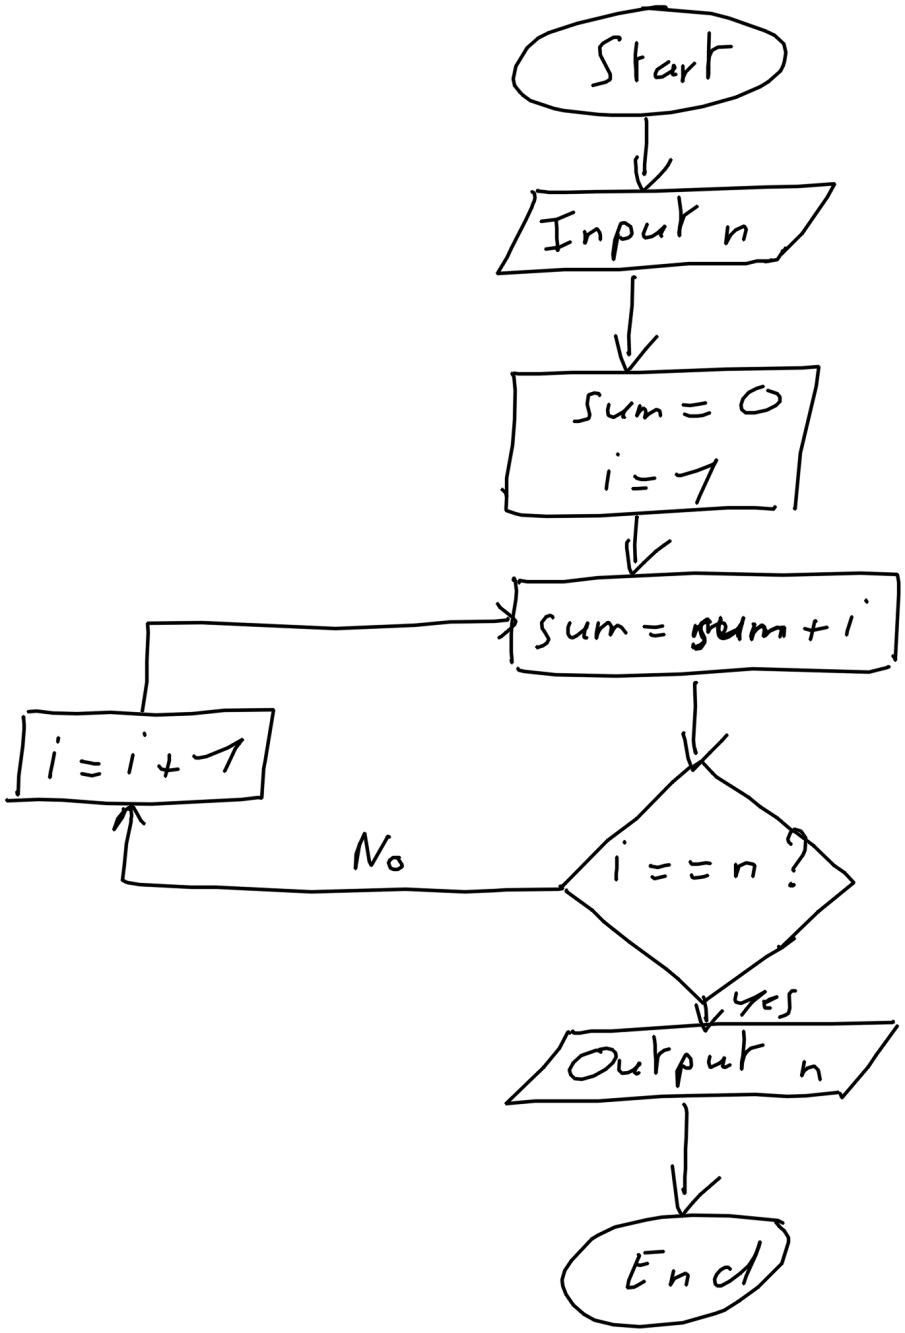 Start
Input n
sum = 0
i = 1
sum = sum + i
i = i + 1
No
i == n ?
Yes
Output n
End